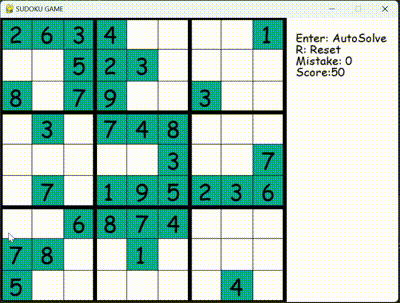 SUDOKU GAME
2 6 3 4 1
5 2 3
8 7 9 3
3 7 4 8
3 7
7 1 9 5 2 3 6
6 8 7 4
7 8 1
5 4
Enter: AutoSolve
R: Reset
Mistake: 0
Score:50